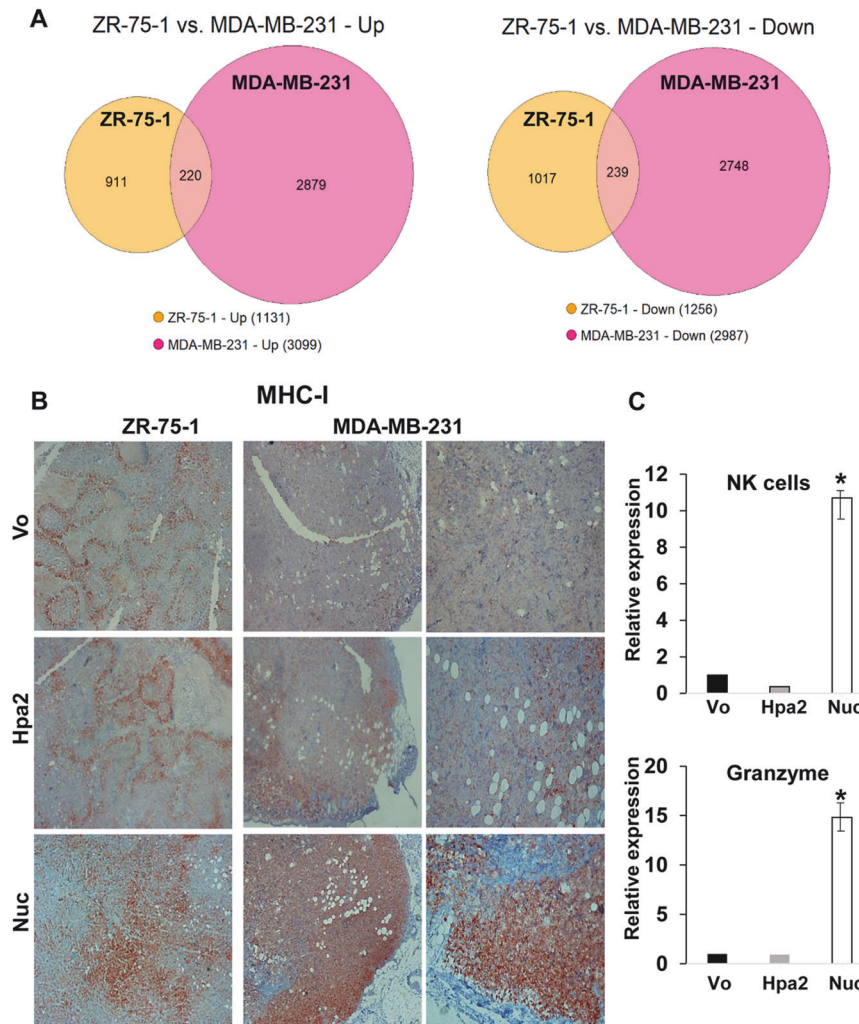 A
ZR-75-1 vs. MDA-MB-231 - Up
ZR-75-1
MDA-MB-231
911
220
2879
ZR-75-1 - Up (1131)
MDA-MB-231 - Up (3099)
ZR-75-1 vs. MDA-MB-231 - Down
ZR-75-1
MDA-MB-231
1017
239
2748
ZR-75-1 - Down (1256)
MDA-MB-231 - Down (2987)
B
MHC-I
ZR-75-1
MDA-MB-231
Vo
Hpa2
Nuc
C
NK cells
Relative expression
12
10
8
6
4
2
0
*
Vo
Hpa2
Nuc
Granzyme
Relative expression
20
15
10
5
0
*
Vo
Hpa2
Nuc